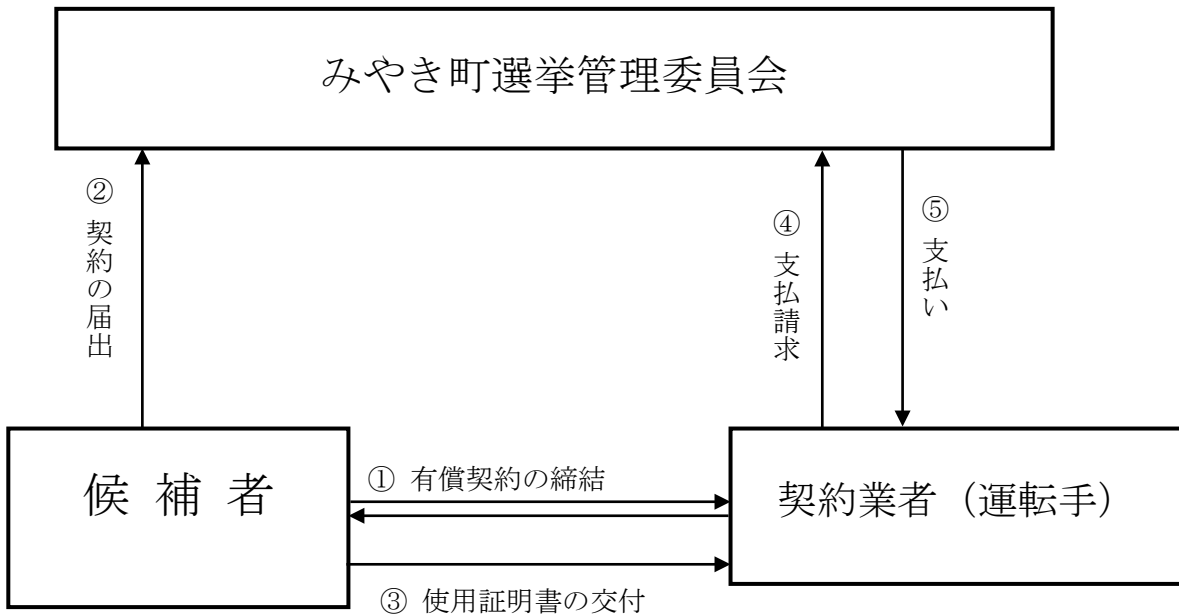 みやき町選挙管理委員会
② 契約の届出
④ 支払請求
⑤ 支払い
候 補 者
① 有償契約の締結
契約業者（運転手）
③ 使用証明書の交付